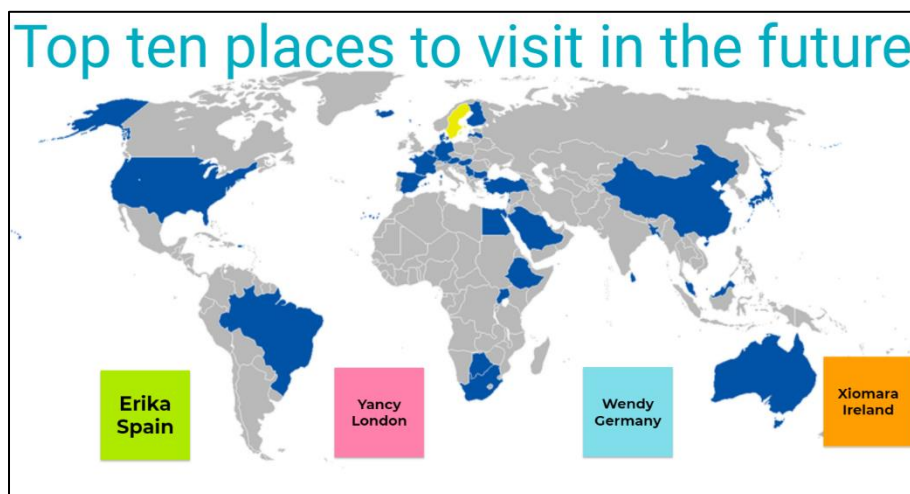 Top ten places to visit in the future
Erika
Spain
Yancy
London
Wendy
Germany
Xiomara
Ireland